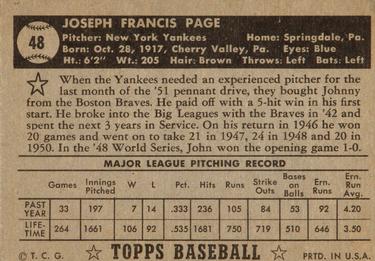 48
JOSEPH FRANCIS PAGE
Pitcher: New York Yankees Home: Springdale, Pa.
Born: Oct. 28, 1917, Cherry Valley, Pa. Eyes: Blue
Ht.: 6'2" Wt.: 205 Hair: Brown Throws: Left Bats: Left
When the Yankees needed an experienced pitcher for
the last month of the '51 pennant drive, they bought Johnny
from the Boston Braves. He paid off with a 5-hit win in his first
start. He broke into the Big Leagues with the Braves in '42 and
spent the next 3 years in Service. On his return in 1946 he won
20 games and went on to take 21 in 1947, 24 in 1948 and 20 in
1950. In the '48 World Series, John won the opening game 1-0.
MAJOR LEAGUE PITCHING RECORD
Games Innings Pitched W L Pct. Hits Runs Strike Outs Bases on Balls Ern. Runs Ern. Run Avg.
PAST YEAR 33 197 7 14 .333 236 105 84 53 92 4.20
LIFE-TIME 264 1661 106 92 .535 1681 750 719 510 646 3.50
© T. C. G. TOPPS BASEBALL PRTD. IN U.S.A.